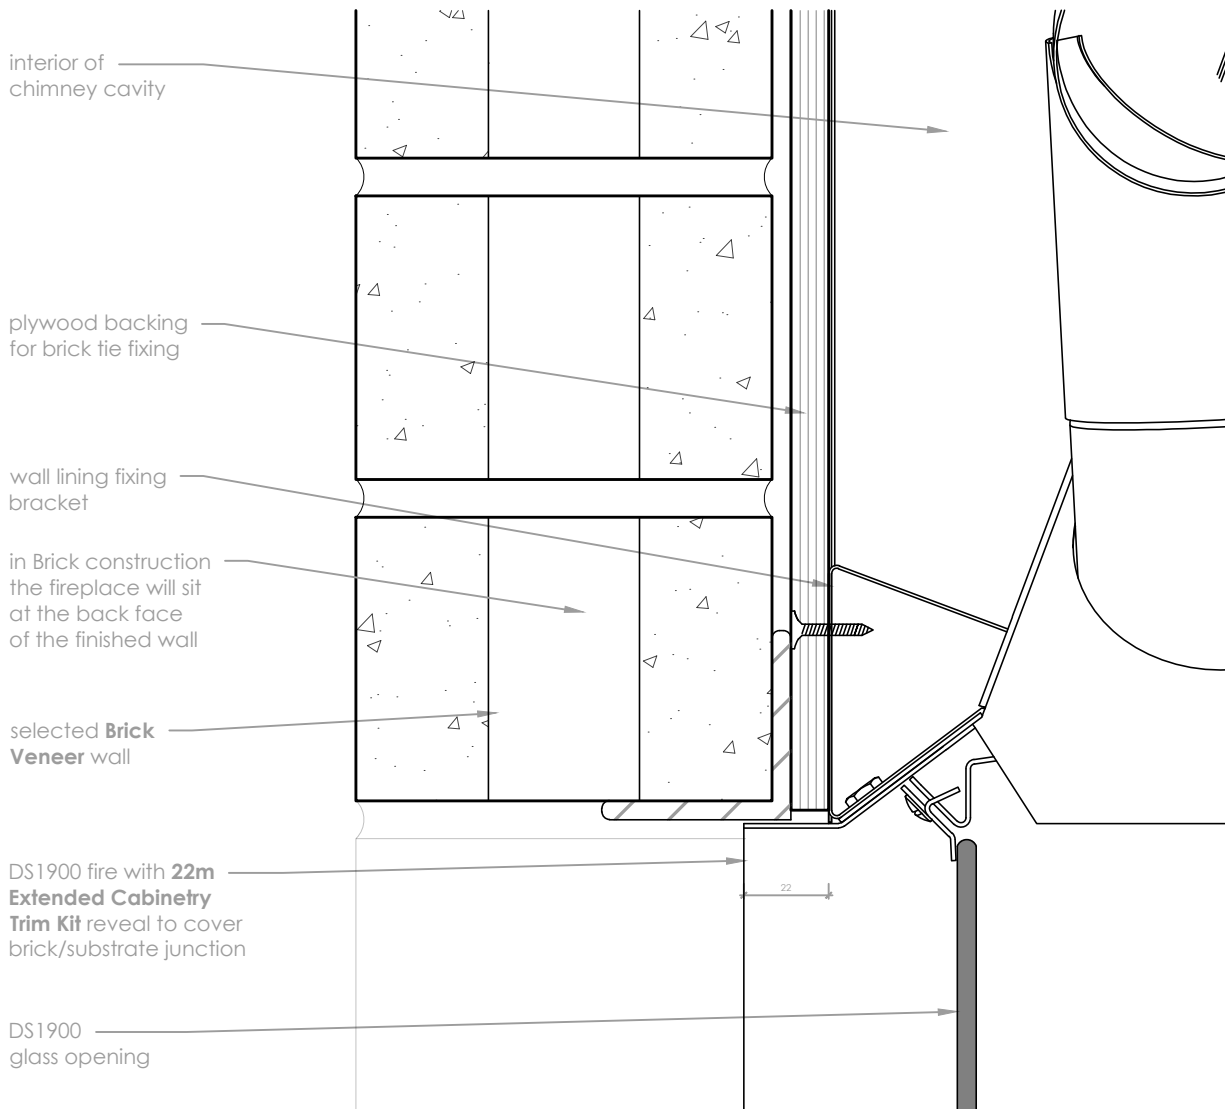 interior of
chimney cavity
plywood backing
for brick tie fixing
wall lining fixing
bracket
in Brick construction
the fireplace will sit
at the back face
of the finished wall
selected Brick
Veneer wall
DS1900 fire with 22m
Extended Cabinetry
Trim Kit reveal to cover
brick/substrate junction
22
DS1900
glass opening